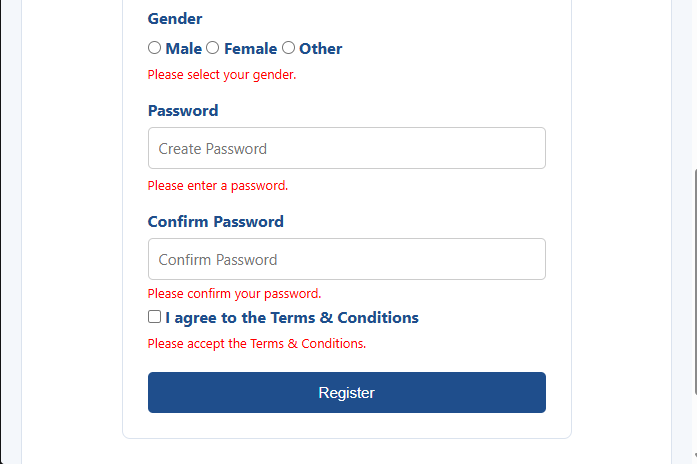 Gender
Male Female Other
Please select your gender.
Password
Create Password
Please enter a password.
Confirm Password
Confirm Password
Please confirm your password.
I agree to the Terms & Conditions
Please accept the Terms & Conditions.
Register